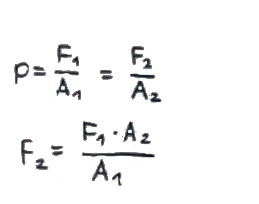 p = F₁/A₁ = F₂/A₂
F₂ = F₁ · A₂/A₁